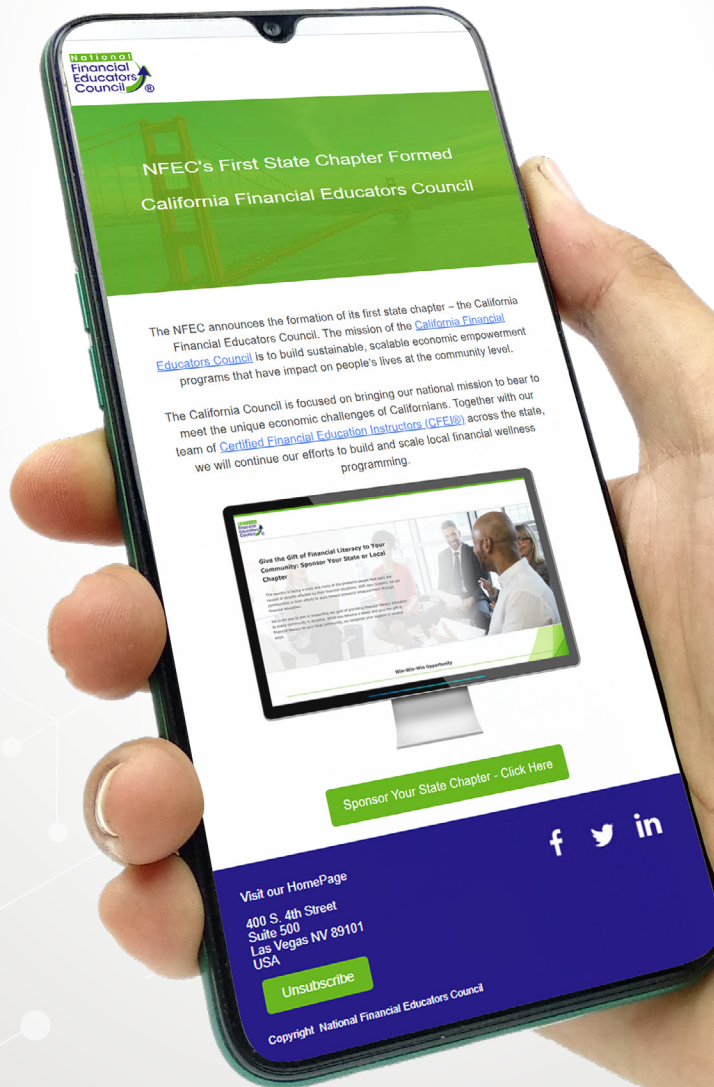 National
Financial
Educators
Council ®
NFEC's First State Chapter Formed
California Financial Educators Council
The NFEC announces the formation of its first state chapter – the California
Financial Educators Council. The mission of the California Financial
Educators Council is to build sustainable, scalable economic empowerment
programs that have impact on people's lives at the community level.
The California Council is focused on bringing our national mission to bear to
meet the unique economic challenges of Californians. Together with our
team of Certified Financial Education Instructors (CFEI®) across the state,
we will continue our efforts to build and scale local financial wellness
programming.
National
Financial
Educators
Council ®
Give the Gift of Financial Literacy to Your
Community: Sponsor Your State or Local
Chapter
Win-Win-Win Opportunity
Sponsor Your State Chapter - Click Here
f in
Visit our HomePage
400 S. 4th Street
Suite 500
Las Vegas NV 89101
USA
Unsubscribe
Copyright National Financial Educators Council